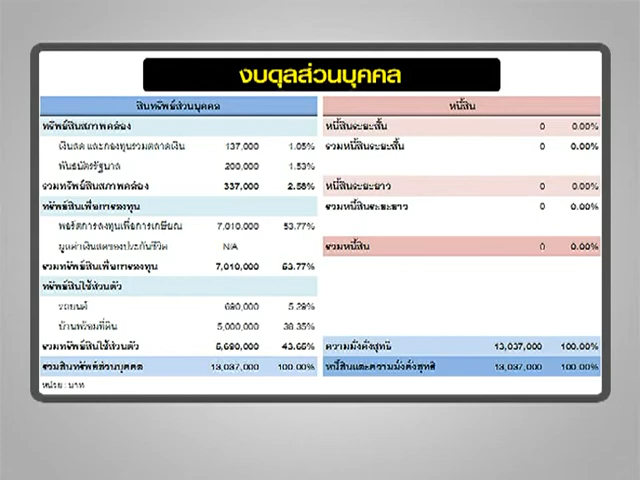 งบดุลส่วนบุคคล
สินทรัพย์ส่วนบุคคล
ทรัพย์สินสภาพคล่อง
เงินสด และกองทุนรวมตลาดเงิน 137,000 1.05%
พันธบัตรรัฐบาล 200,000 1.53%
รวมทรัพย์สินสภาพคล่อง 337,000 2.58%
ทรัพย์สินเพื่อการลงทุน
พอร์ตการลงทุนเพื่อการเกษียณ 7,010,000 53.77%
มูลค่าเงินสดของประกันชีวิต N/A
รวมทรัพย์สินเพื่อการลงทุน 7,010,000 53.77%
ทรัพย์สินใช้ส่วนตัว
รถยนต์ 690,000 5.29%
บ้านพร้อมที่ดิน 5,000,000 38.35%
รวมทรัพย์สินใช้ส่วนตัว 5,690,000 43.65%
รวมสินทรัพย์ส่วนบุคคล 13,037,000 100.00%
หน่วย : บาท
หนี้สิน
หนี้สินระยะสั้น 0 0.00%
รวมหนี้สินระยะสั้น 0 0.00%
หนี้สินระยะยาว 0 0.00%
รวมหนี้สินระยะยาว 0 0.00%
รวมหนี้สิน 0 0.00%
ความมั่งคั่งสุทธิ 13,037,000 100.00%
หนี้สินและความมั่งคั่งสุทธิ 13,037,000 100.00%